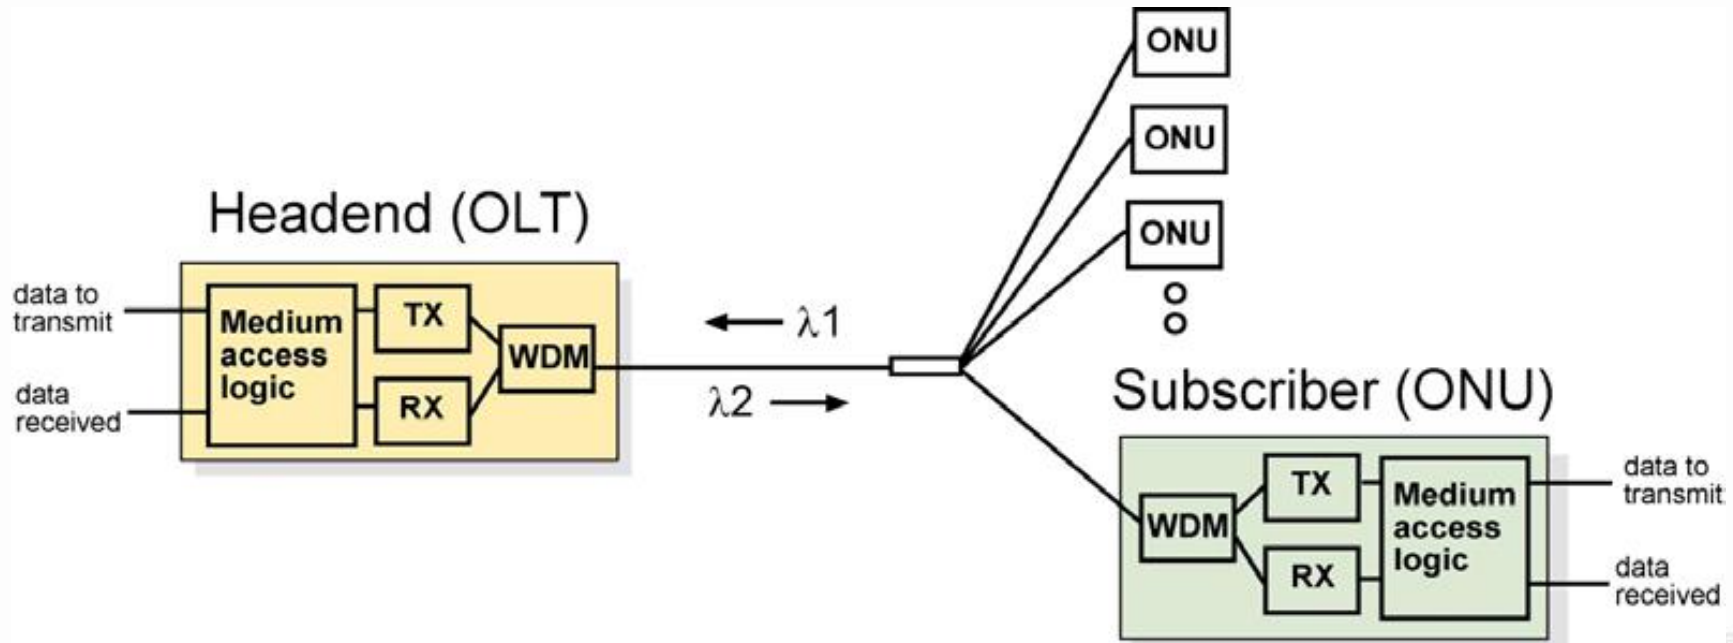 ONU
ONU
ONU
Headend (OLT)
data to
transmit
data
received
Medium
access
logic
TX
RX
WDM
λ1
λ2
Subscriber (ONU)
WDM
TX
RX
Medium
access
logic
data to
transmit
data
received